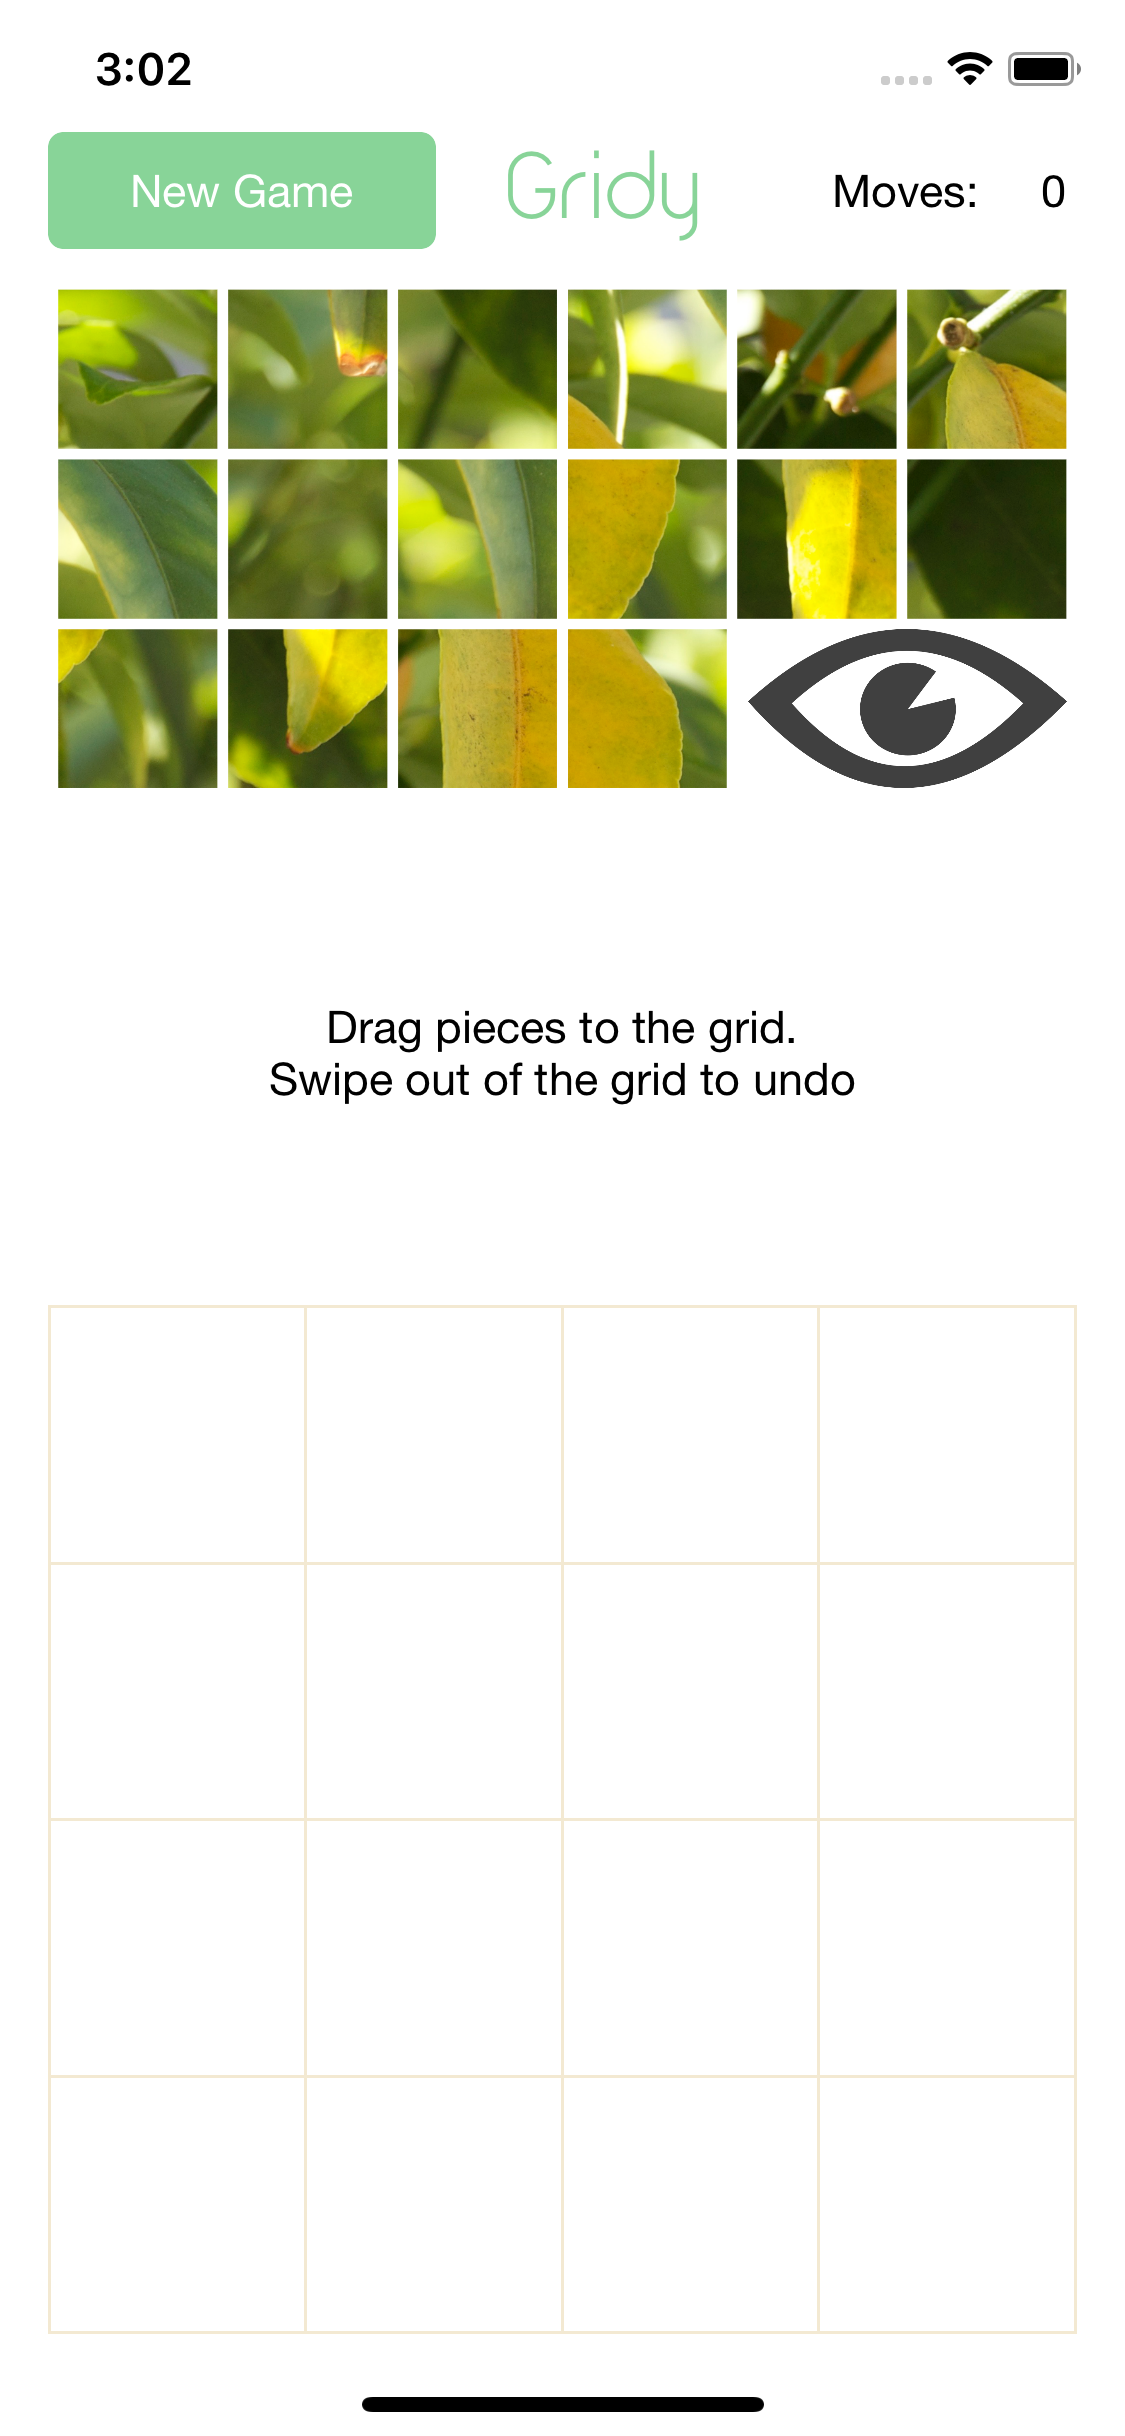 3:02
New Game
Gridy
Moves: 0
Drag pieces to the grid.
Swipe out of the grid to undo